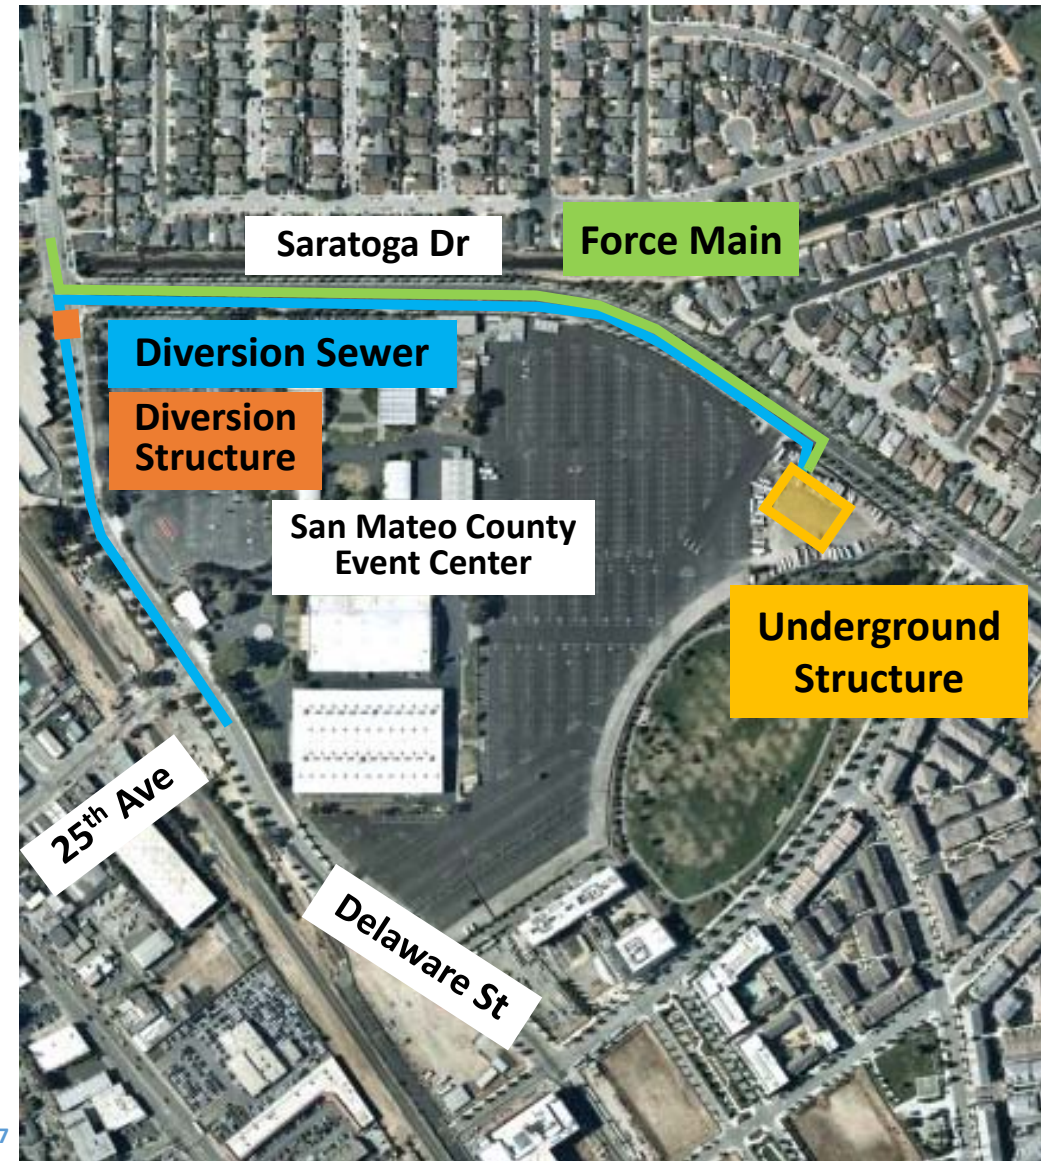 Saratoga Dr
Force Main
Diversion Sewer
Diversion
Structure
San Mateo County
Event Center
Underground
Structure
25th Ave
Delaware St
7